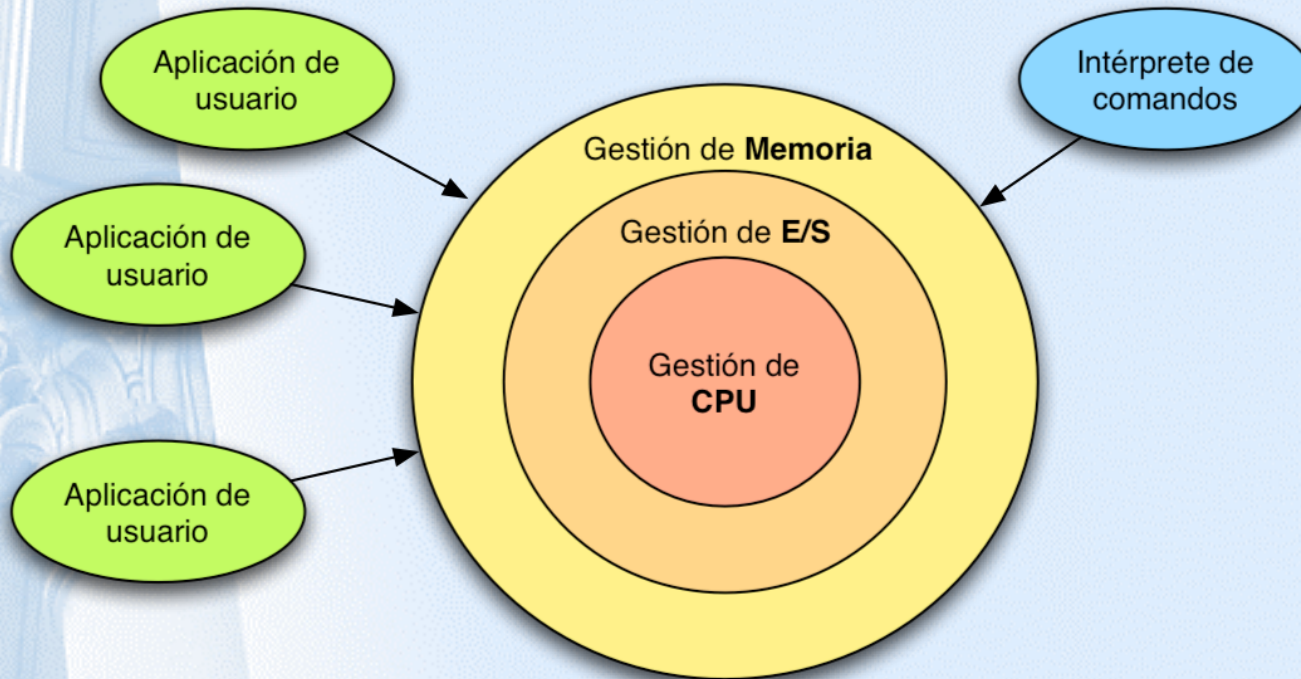 Aplicación de
usuario
Intérprete de
comandos
Gestión de Memoria
Aplicación de
usuario
Gestión de E/S
Gestión de
CPU
Aplicación de
usuario